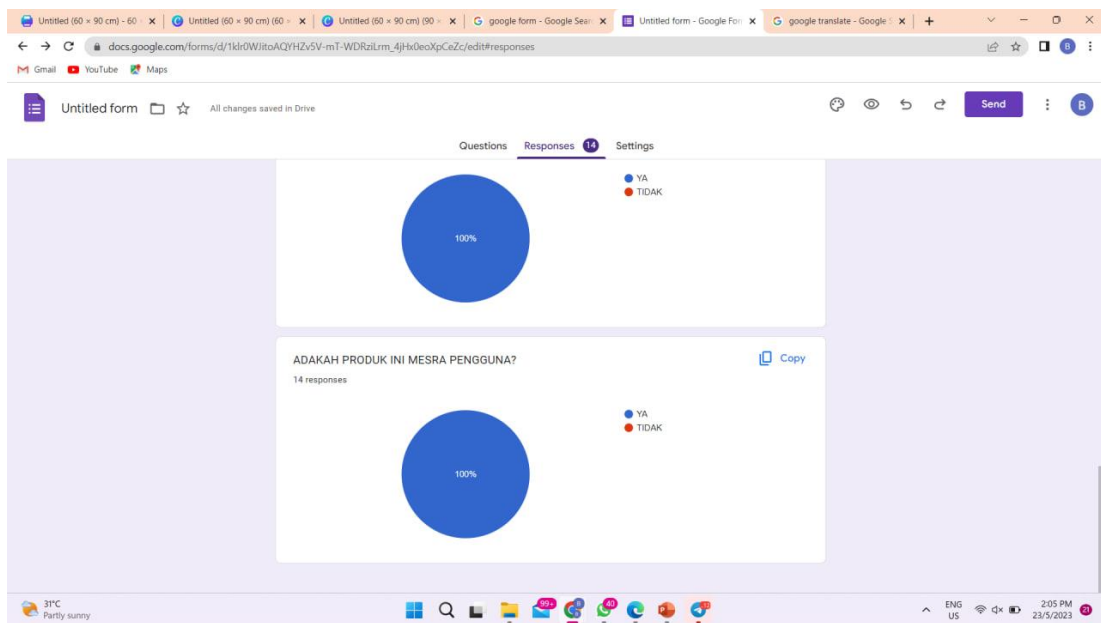 Untitled (60 × 90 cm) - 60
Untitled (60 × 90 cm) (60 ×
Untitled (60 × 90 cm) (90 ×
google form - Google Sear
Untitled form - Google For
google translate - Google S
docs.google.com/forms/d/1klr0WJitoAQYHZv5V-mT-WDRziLrm_4jHx0eoXpCeZc/edit#responses
B
Gmail
YouTube
Maps
Untitled form
All changes saved in Drive
Send
B
Questions
Responses 14
Settings
YA
TIDAK
100%
ADAKAH PRODUK INI MESRA PENGGUNA?
Copy
14 responses
YA
TIDAK
100%
31°C
Partly sunny
99+
40
ENG
US
2:05 PM
23/5/2023
21